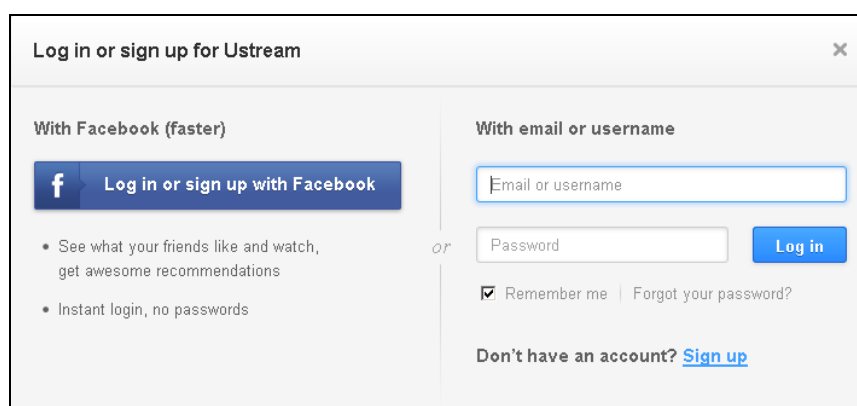 Log in or sign up for Ustream
×
With Facebook (faster)
f Log in or sign up with Facebook
• See what your friends like and watch,
get awesome recommendations
• Instant login, no passwords
or
With email or username
Email or username
Password
Log in
Remember me | Forgot your password?
Don't have an account? Sign up